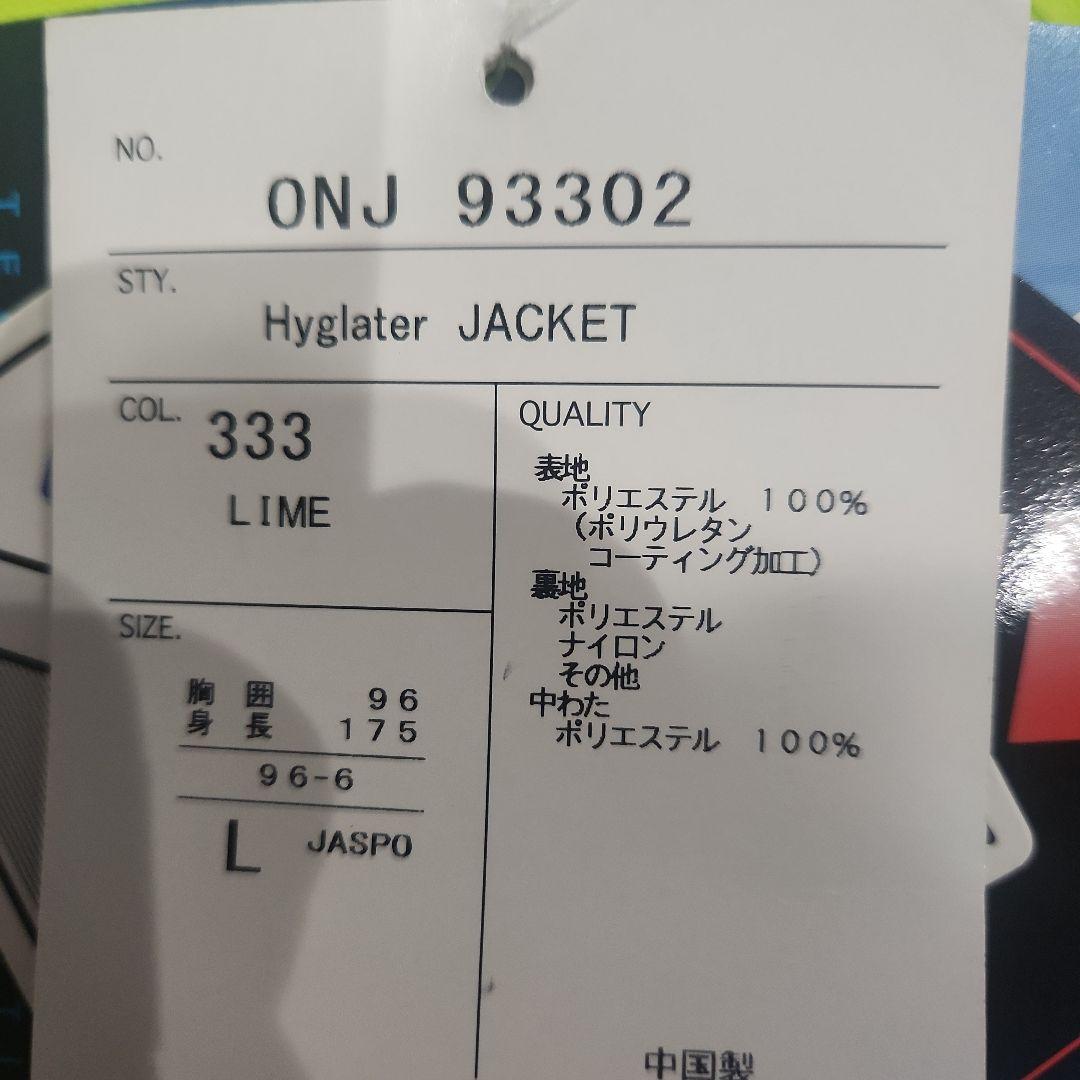 NO.
ONJ 93302
STY.
Hyglater JACKET
COL. 333
LIME
SIZE.
胸 囲 96
身 長 175
96-6
L JASPO
QUALITY
表地
ポリエステル 100%
(ポリウレタン
コーティング加工)
裏地
ポリエステル
ナイロン
その他
中わた
ポリエステル 100%
中国製